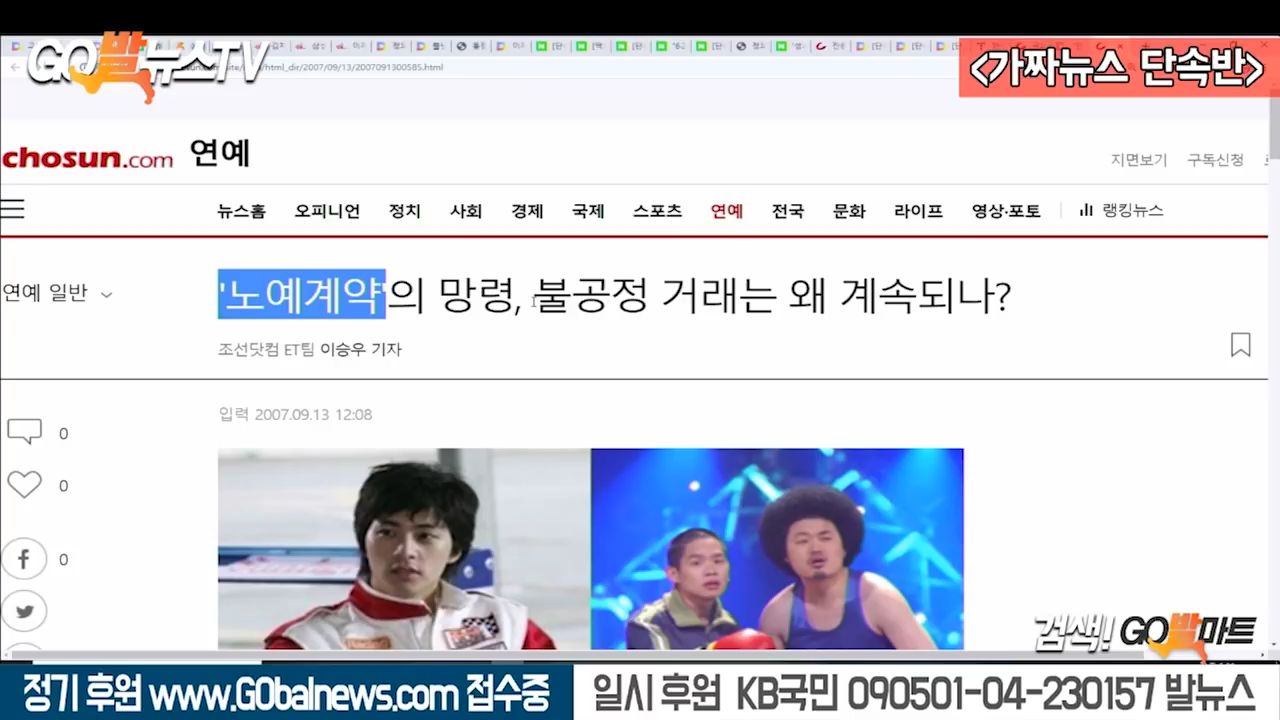 GO발뉴스TV
html_dir/2007/09/13/2007091300585.html
<가짜뉴스 단속반>
chosun.com 연예
지면보기 구독신청
뉴스홈 오피니언 정치 사회 경제 국제 스포츠 연예 전국 문화 라이프 영상·포토 랭킹뉴스
연예 일반
'노예계약'의 망령, 불공정 거래는 왜 계속되나?
조선닷컴 ET팀 이승우 기자
입력 2007.09.13 12:08
0
0
0
검색! GO발마트
정기 후원 www.GObalnews.com 접수중
일시 후원 KB국민 090501-04-230157 발뉴스